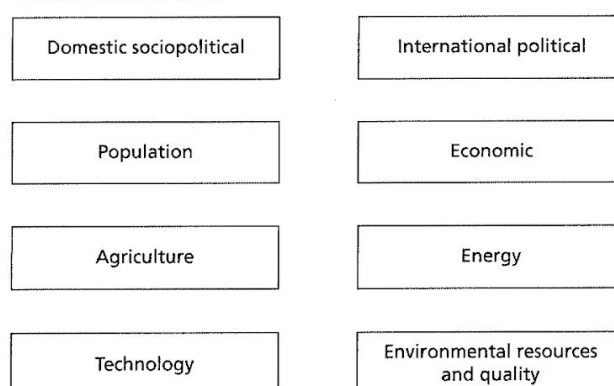 Domestic sociopolitical
International political
Population
Economic
Agriculture
Energy
Technology
Environmental resources
and quality